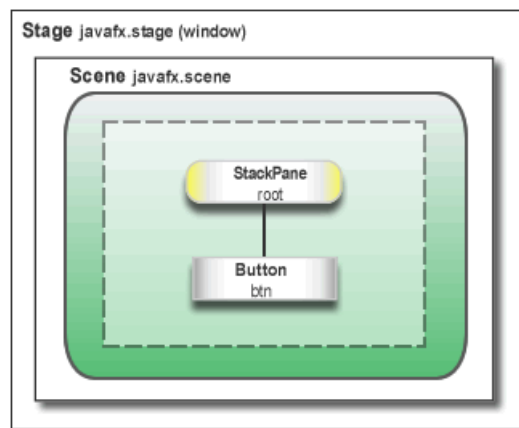 Stage javafx.stage (window)
Scene javafx.scene
StackPane
root
Button
btn